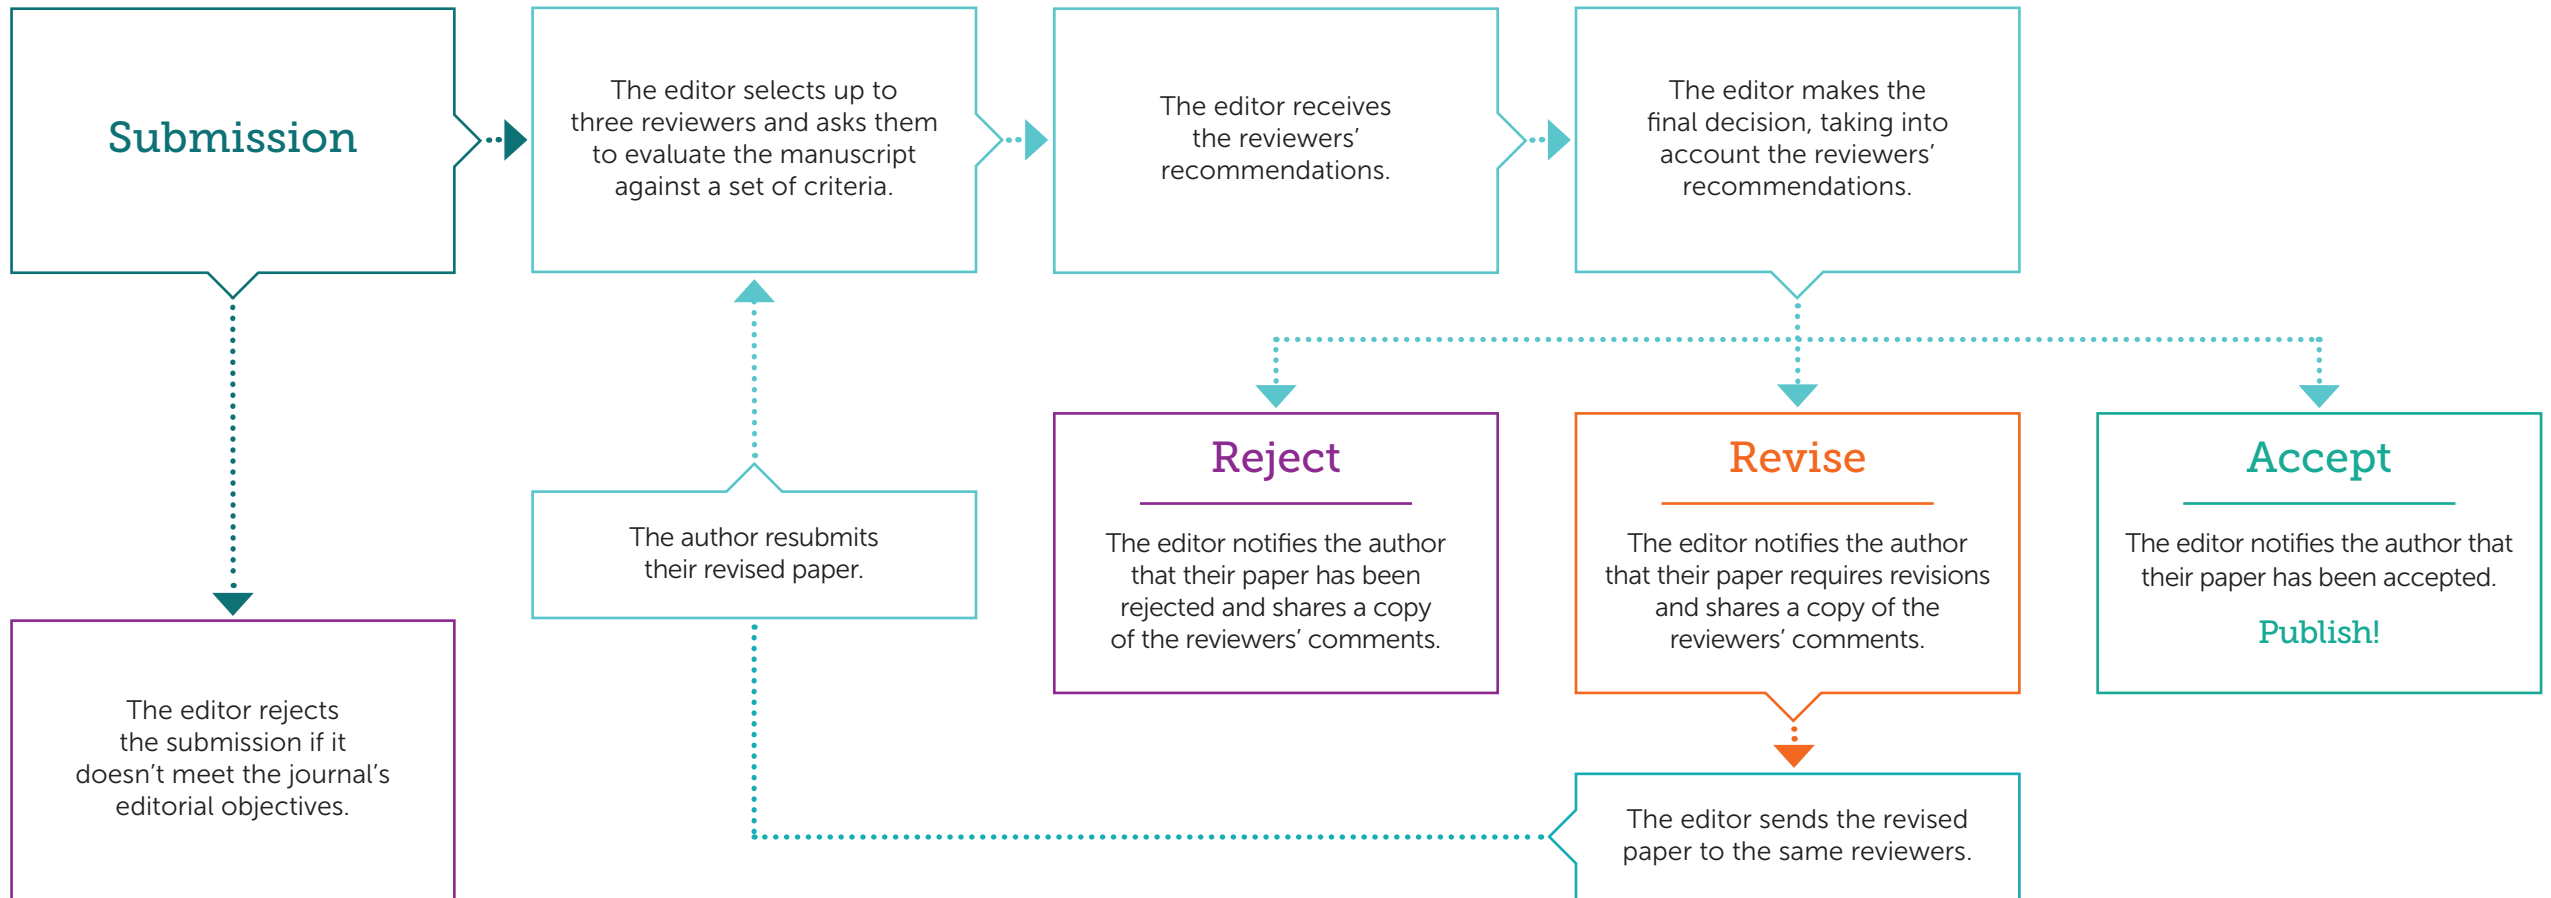 Submission
The editor selects up to
three reviewers and asks them
to evaluate the manuscript
against a set of criteria.
The editor receives
the reviewers’
recommendations.
The editor makes the
final decision, taking into
account the reviewers’
recommendations.
Reject
The editor notifies the author
that their paper has been
rejected and shares a copy
of the reviewers’ comments.
Revise
The editor notifies the author
that their paper requires revisions
and shares a copy of the
reviewers’ comments.
Accept
The editor notifies the author that
their paper has been accepted.
Publish!
The author resubmits
their revised paper.
The editor rejects
the submission if it
doesn’t meet the journal’s
editorial objectives.
The editor sends the revised
paper to the same reviewers.